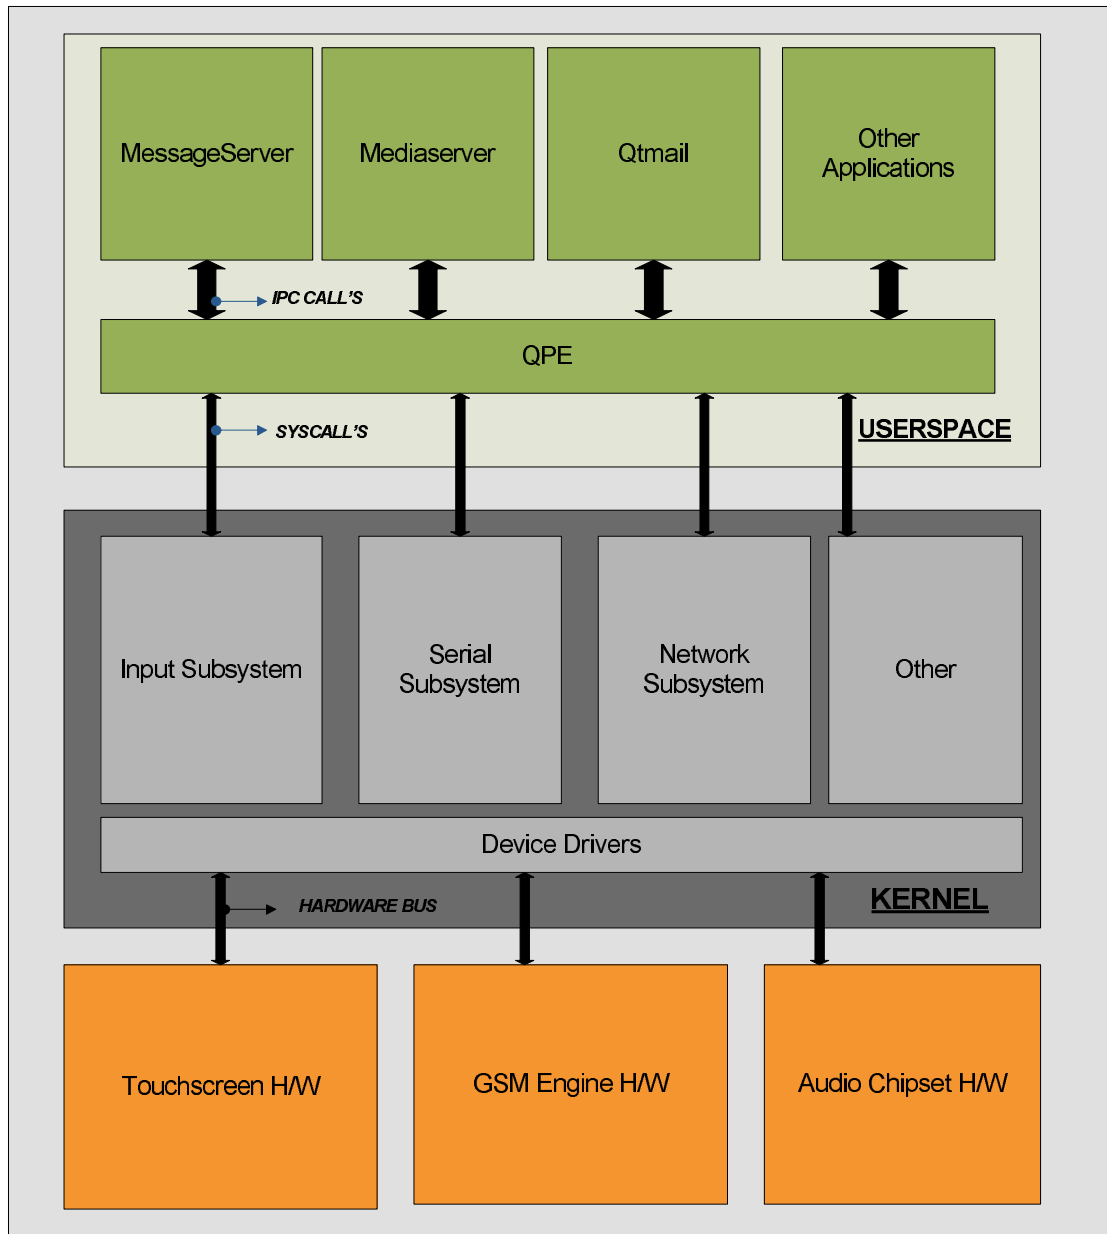 MessageServer
Mediaserver
Qtmail
Other
Applications
IPC CALL'S
QPE
SYSCALL'S
USERSPACE
Input Subsystem
Serial
Subsystem
Network
Subsystem
Other
Device Drivers
HARDWARE BUS
KERNEL
Touchscreen H/W
GSM Engine H/W
Audio Chipset H/W